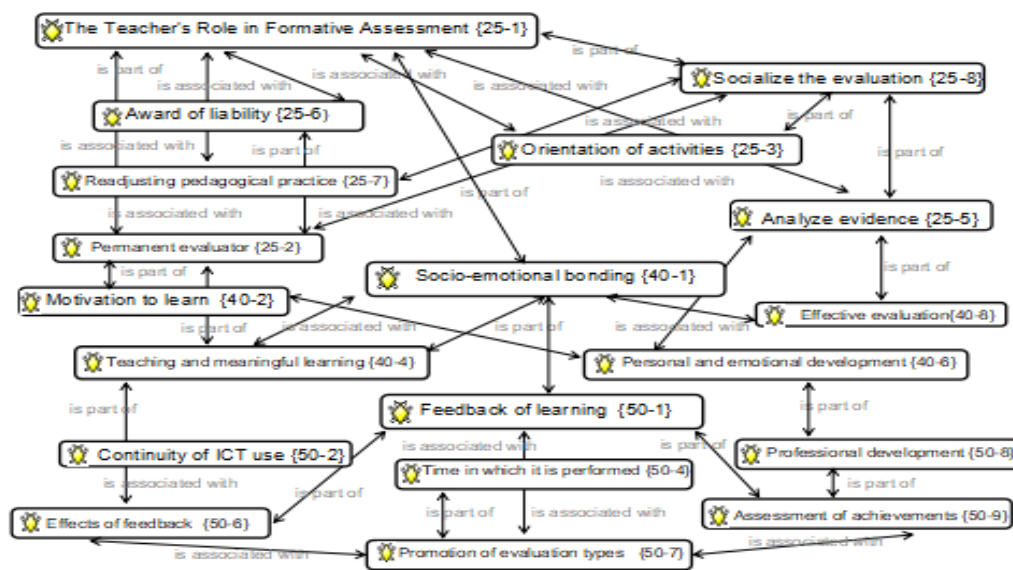 The Teacher's Role in Formative Assessment {25-1}
is part of
is part of
is associated with
Socialize the evaluation {25-8}
is associated with
Award of liability {25-6}
is associated with
is part of
is associated with
is part of
Orientation of activities {25-3}
is part of
Readjusting pedagogical practice {25-7}
is associated with
is part of
is associated with
is associated with
Analyze evidence {25-5}
Permanent evaluator {25-2}
is part of
Socio-emotional bonding {40-1}
is part of
Motivation to learn {40-2}
Effective evaluation{40-8}
is part of
is associated with
is part of
is associated with
Teaching and meaningful learning {40-4}
Personal and emotional development {40-6}
is part of
Feedback of learning {50-1}
is part of
is associated with
is part of
Continuity of ICT use {50-2}
Professional development {50-8}
Time in which it is performed {50-4}
is associated with
is part of
is part of
Effects of feedback {50-6}
is part of
is associated with
Assessment of achievements {50-9}
is associated with
Promotion of evaluation types {50-7}
is associated with